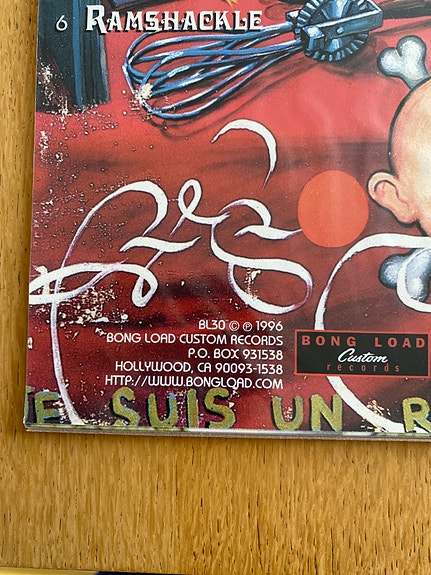 6 RAMSHACKLE
BL30 © ℗ 1996
BONG LOAD CUSTOM RECORDS
P.O. BOX 931538
HOLLYWOOD, CA 90093-1538
HTTP://WWW.BONGLOAD.COM
BONG LOAD
Custom
records
E SUIS UN R